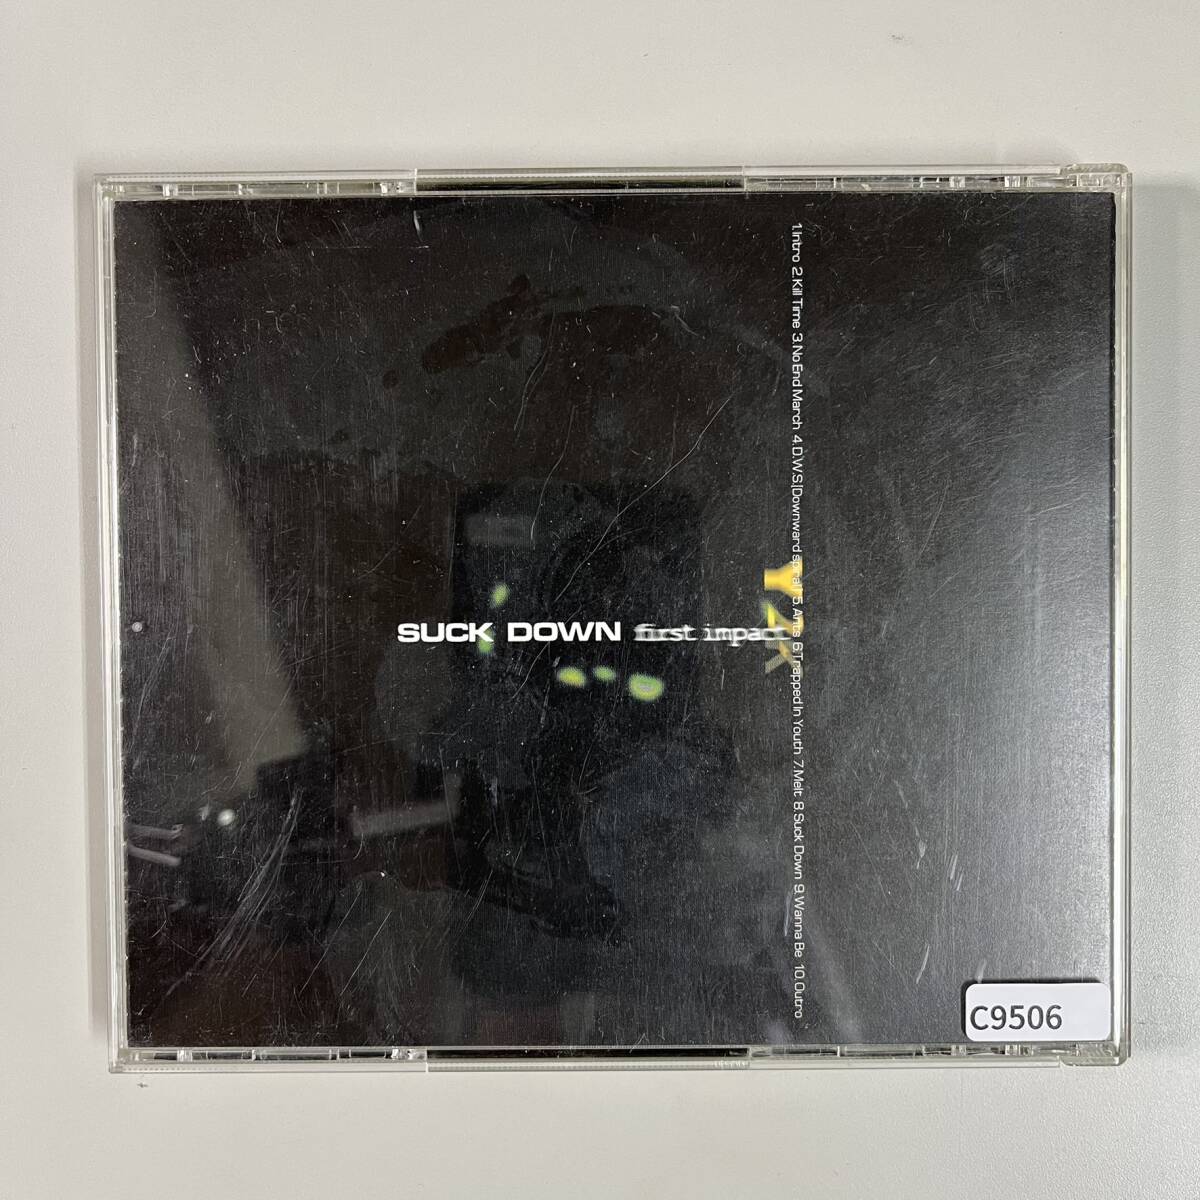 SUCK DOWN first impact
1.Intro 2.Kill Time 3.No End March 4.D.W.S.[Downward spiral] 5.Ants 6.Trapped In Youth 7.Melt 8.Suck Down 9.Wanna Be 10.Outro
C9506